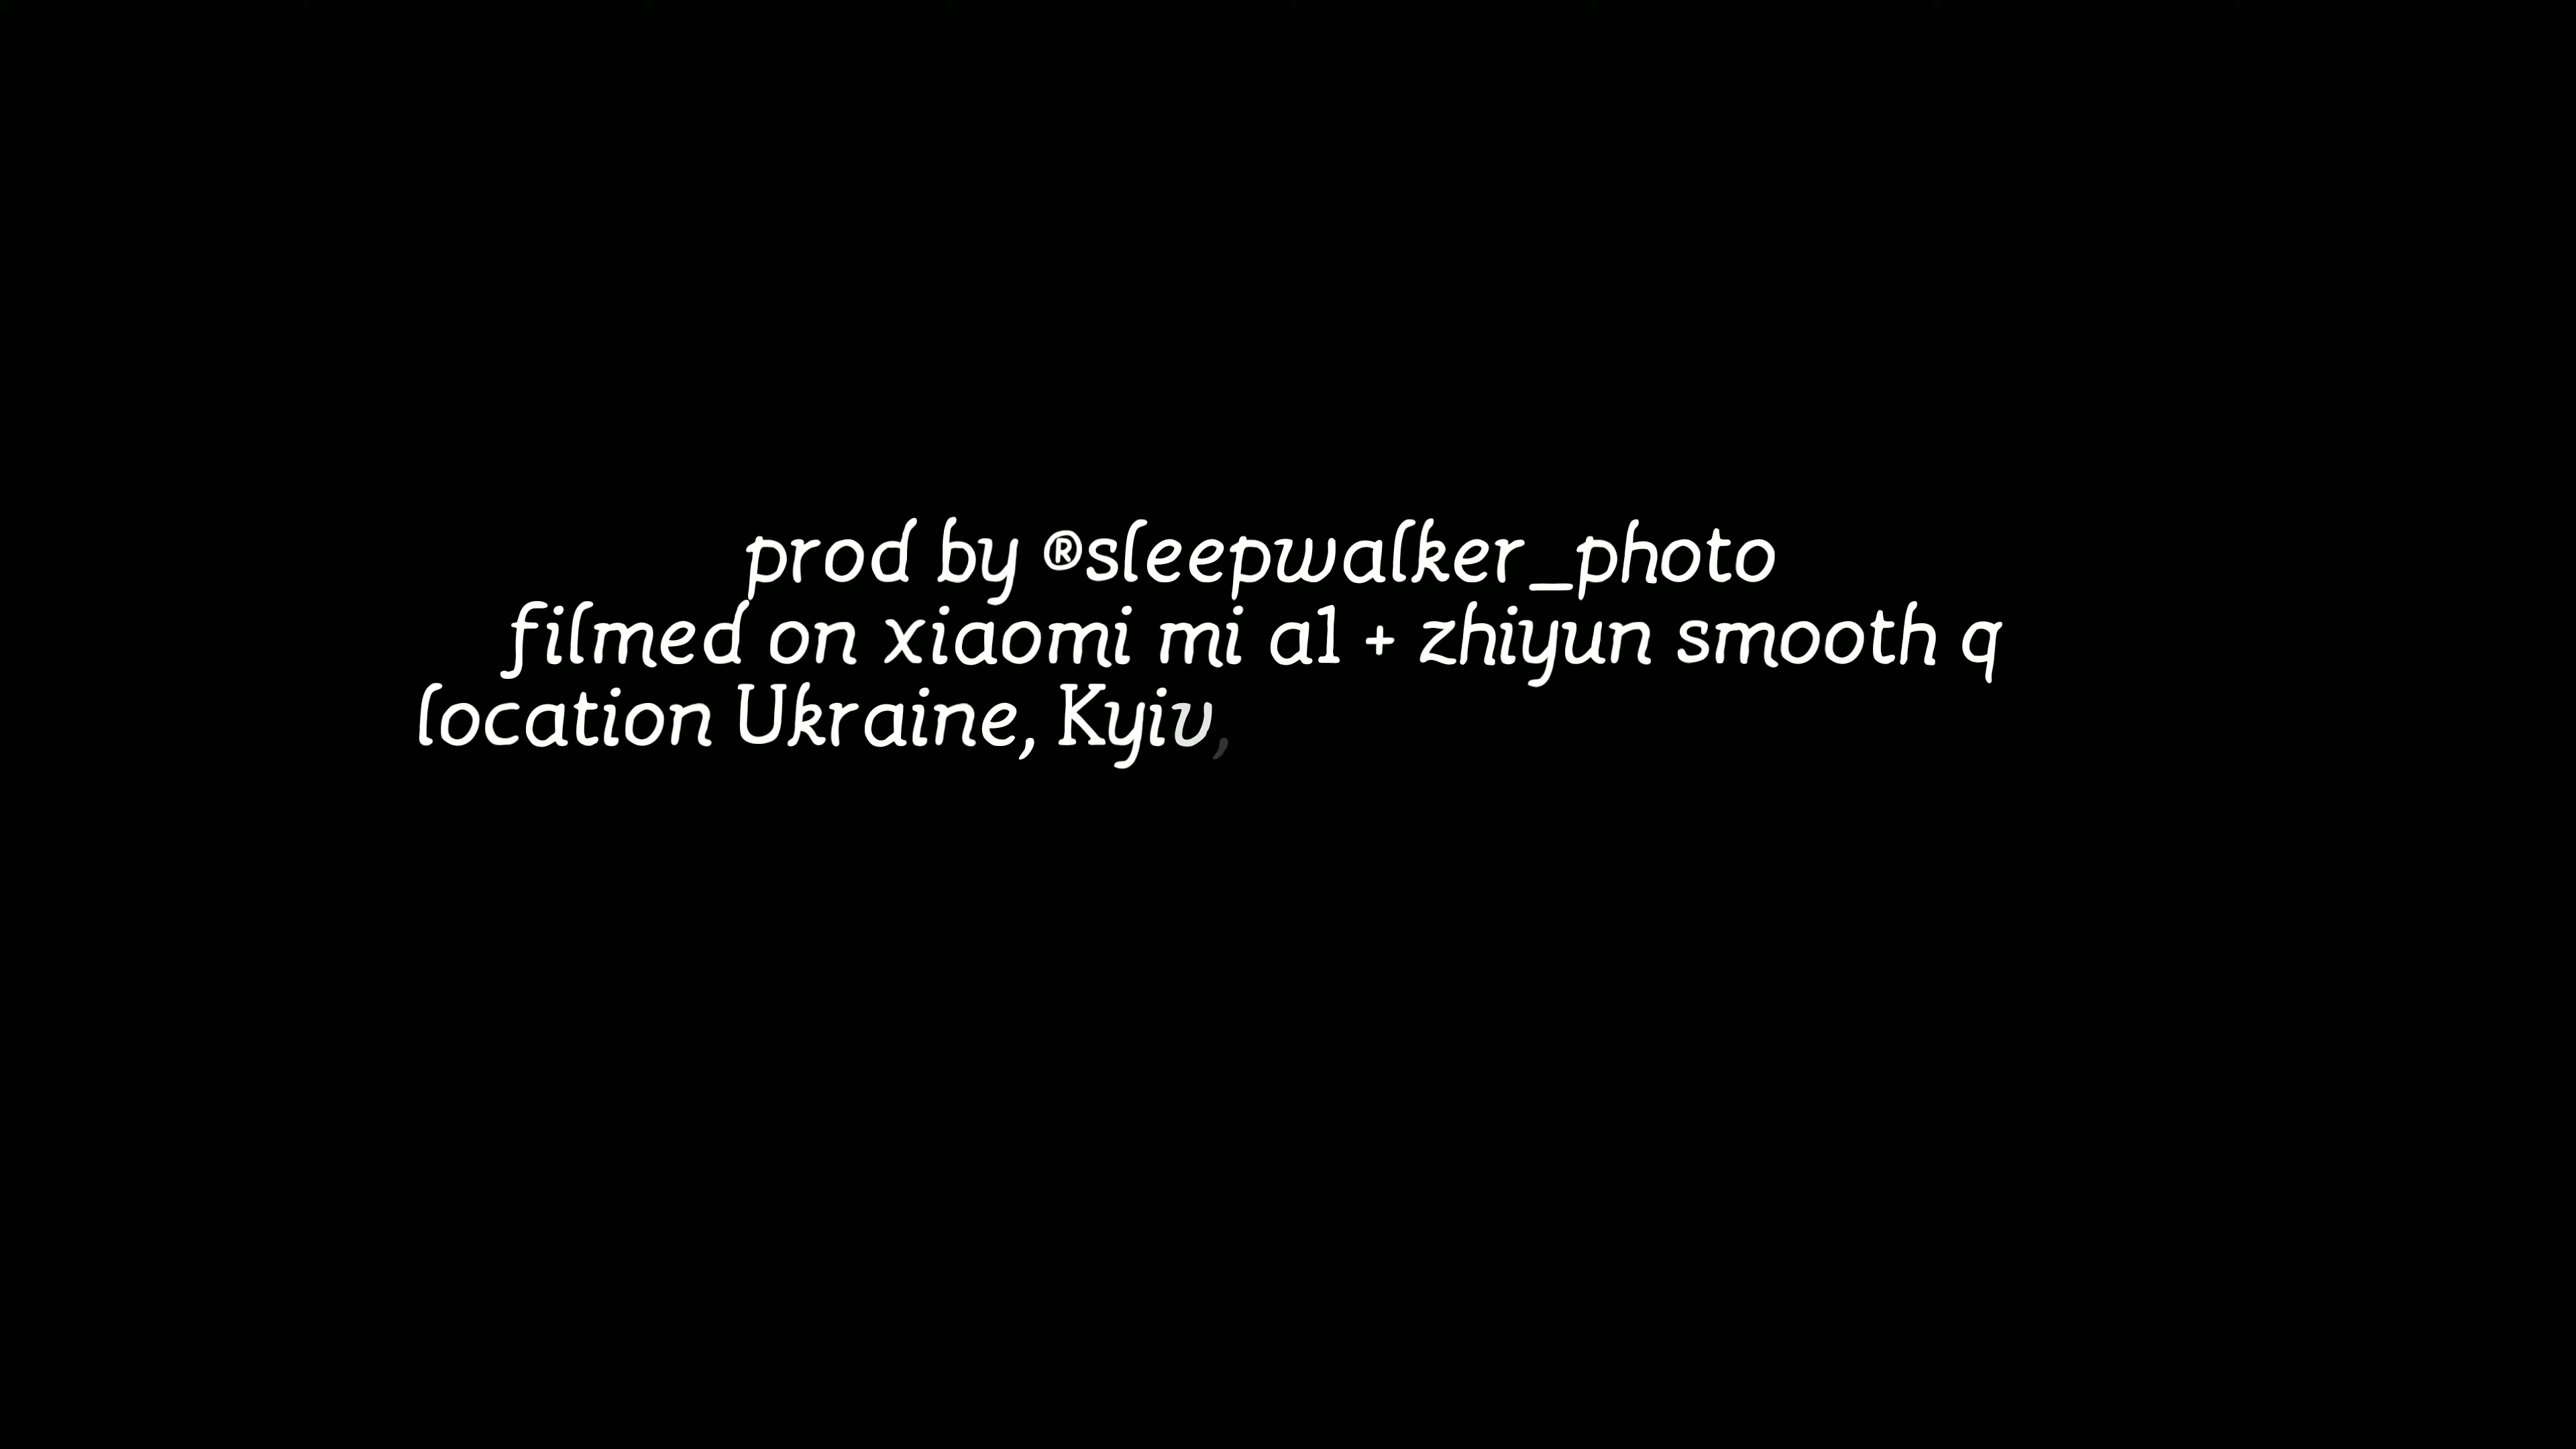 prod by ®sleepwalker_photo
filmed on xiaomi mi a1 + zhiyun smooth q
location Ukraine, Kyiv,